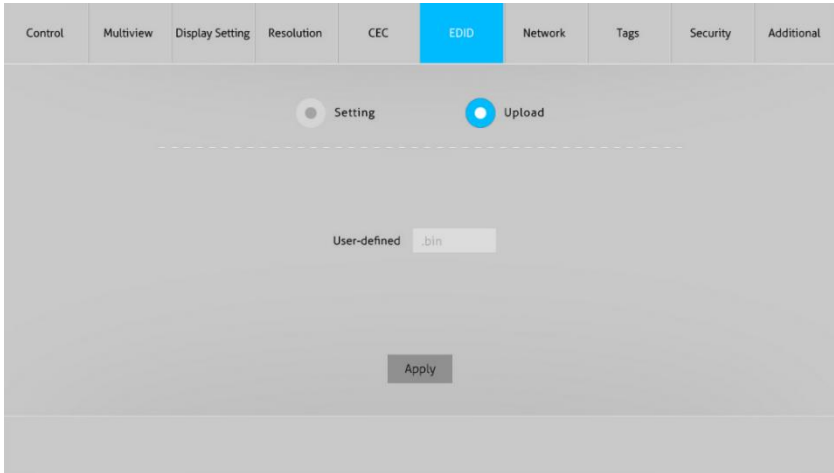 Control Multiview Display Setting Resolution CEC EDID Network Tags Security Additional
Setting Upload
User-defined .bin
Apply